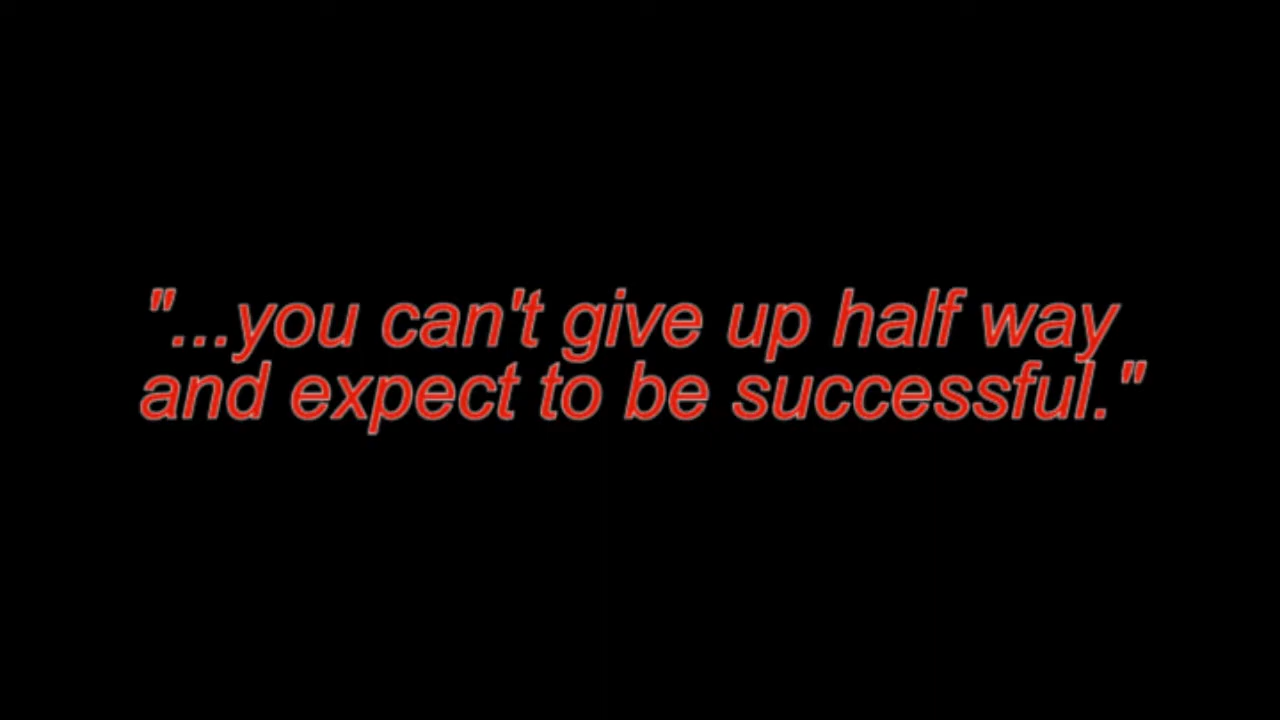 "...you can't give up half way
and expect to be successful."